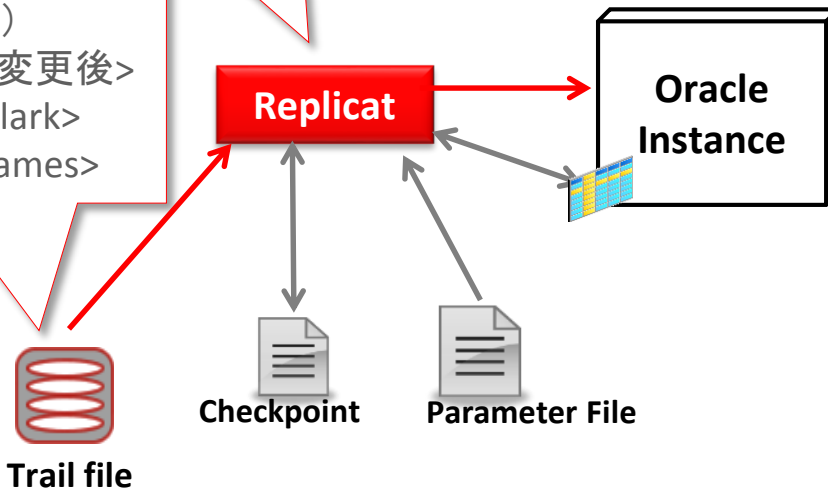 )
変更後>
lark>
ames>
Replicat
Oracle
Instance
Checkpoint
Parameter File
Trail file